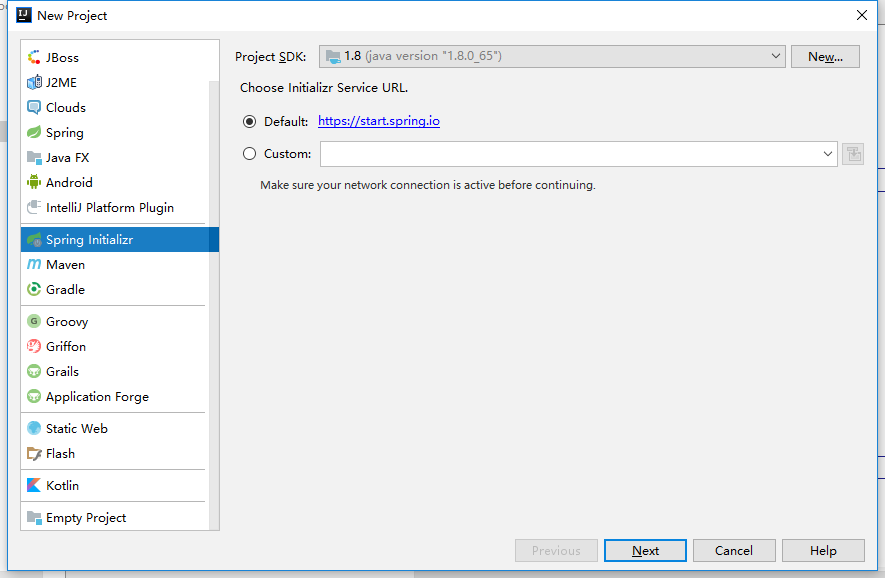 New Project
JBoss
J2ME
Clouds
Spring
Java FX
Android
IntelliJ Platform Plugin
Spring Initializr
Maven
Gradle
Groovy
Griffon
Grails
Application Forge
Static Web
Flash
Kotlin
Empty Project
Project SDK: 1.8 (java version "1.8.0_65") New...
Choose Initializr Service URL.
Default: https://start.spring.io
Custom:
Make sure your network connection is active before continuing.
Previous Next Cancel Help